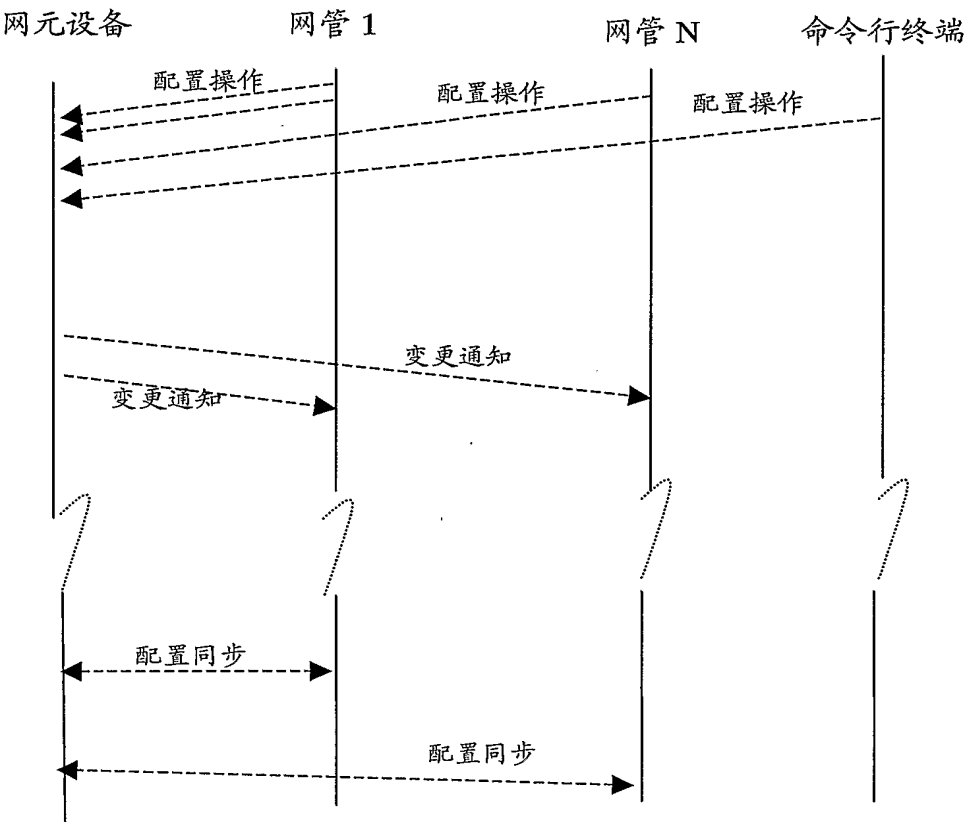 网元设备
网管 1
网管 N
命令行终端
配置操作
配置操作
配置操作
变更通知
变更通知
配置同步
配置同步